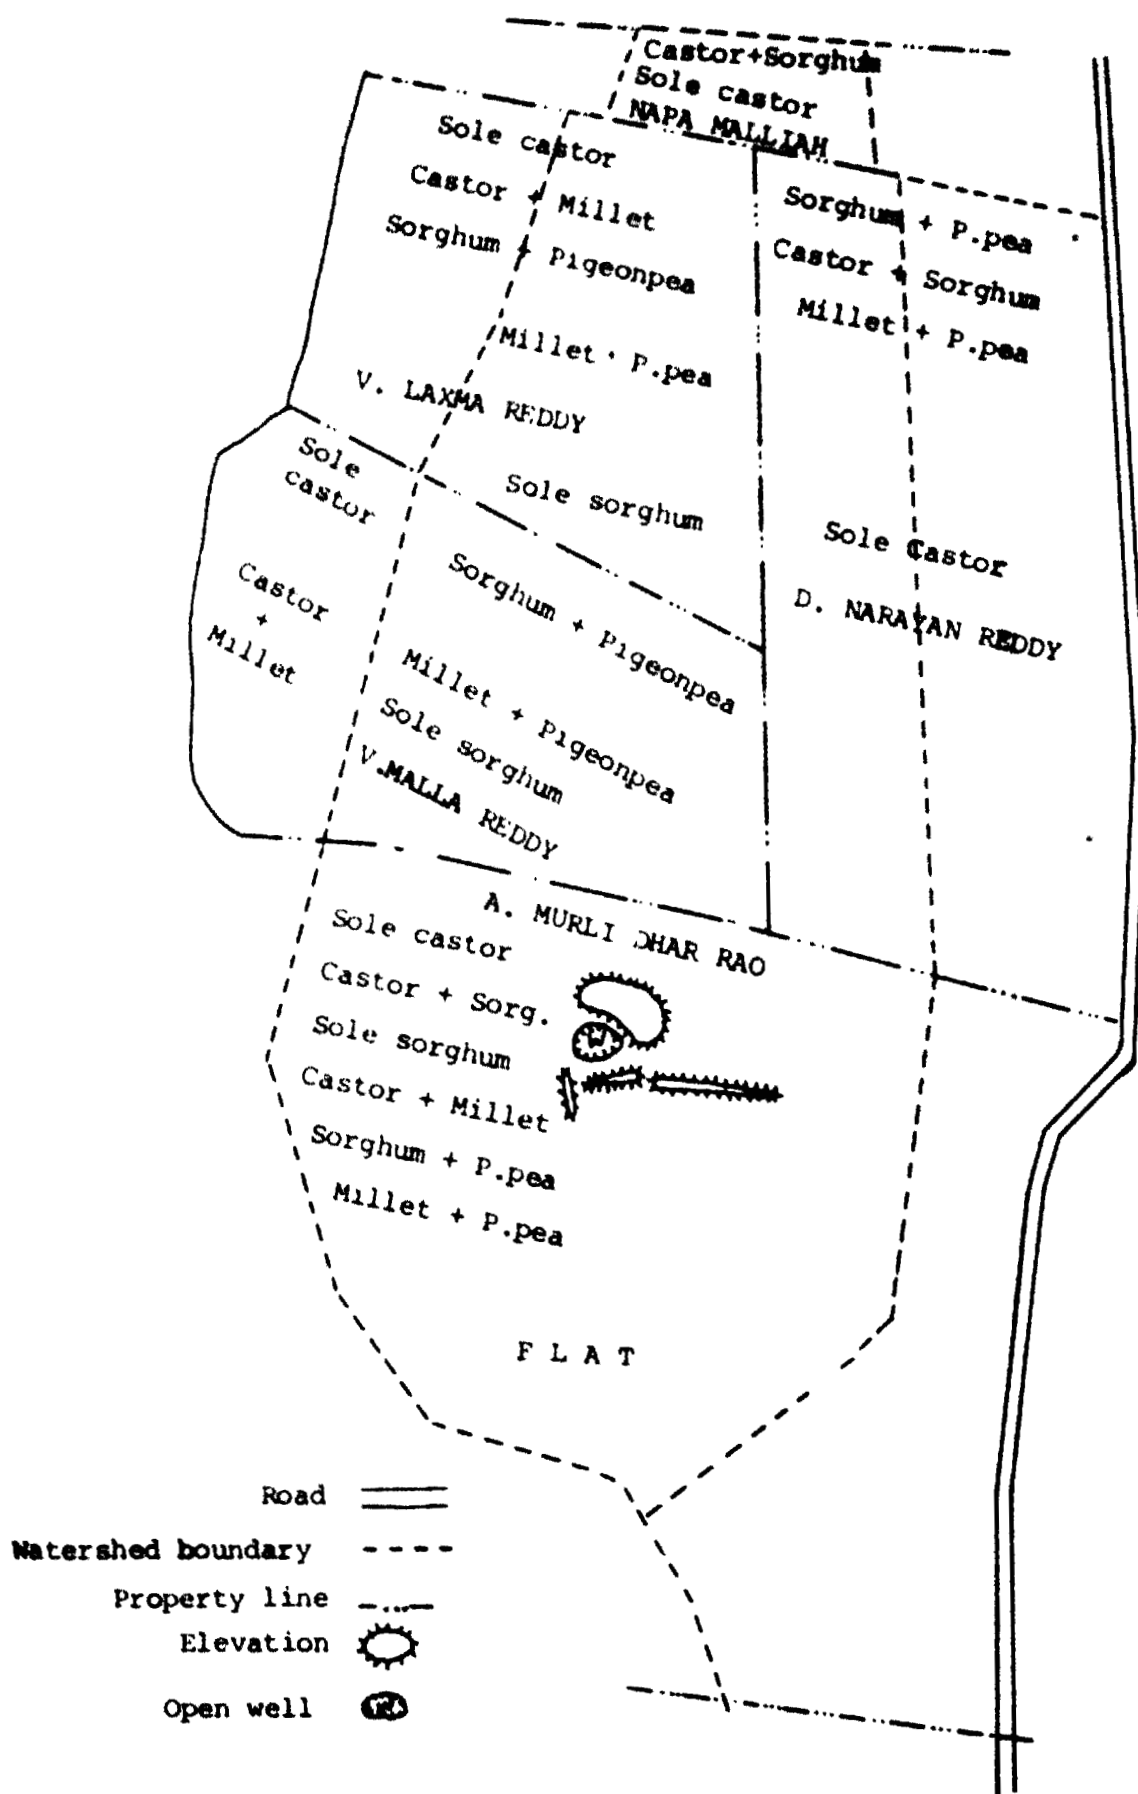 Castor+Sorghum
Sole castor
NAPA MALLIAH
Sole castor
Castor + Millet
Sorghum + Pigeonpea
Millet + P.pea
V. LAXMA REDDY
Sole sorghum
Sorghum + P.pea
Castor + Sorghum
Millet + P.pea
Sole Castor
D. NARAYAN REDDY
Sole
castor
Castor
+
Millet
Sorghum + Pigeonpea
Millet + Pigeonpea
Sole sorghum
V.MALLA REDDY
A. MURLI DHAR RAO
Sole castor
Castor + Sorg.
Sole sorghum
Castor + Millet
Sorghum + P.pea
Millet + P.pea
W
F L A T
Road
Watershed boundary
Property line
Elevation
Open well